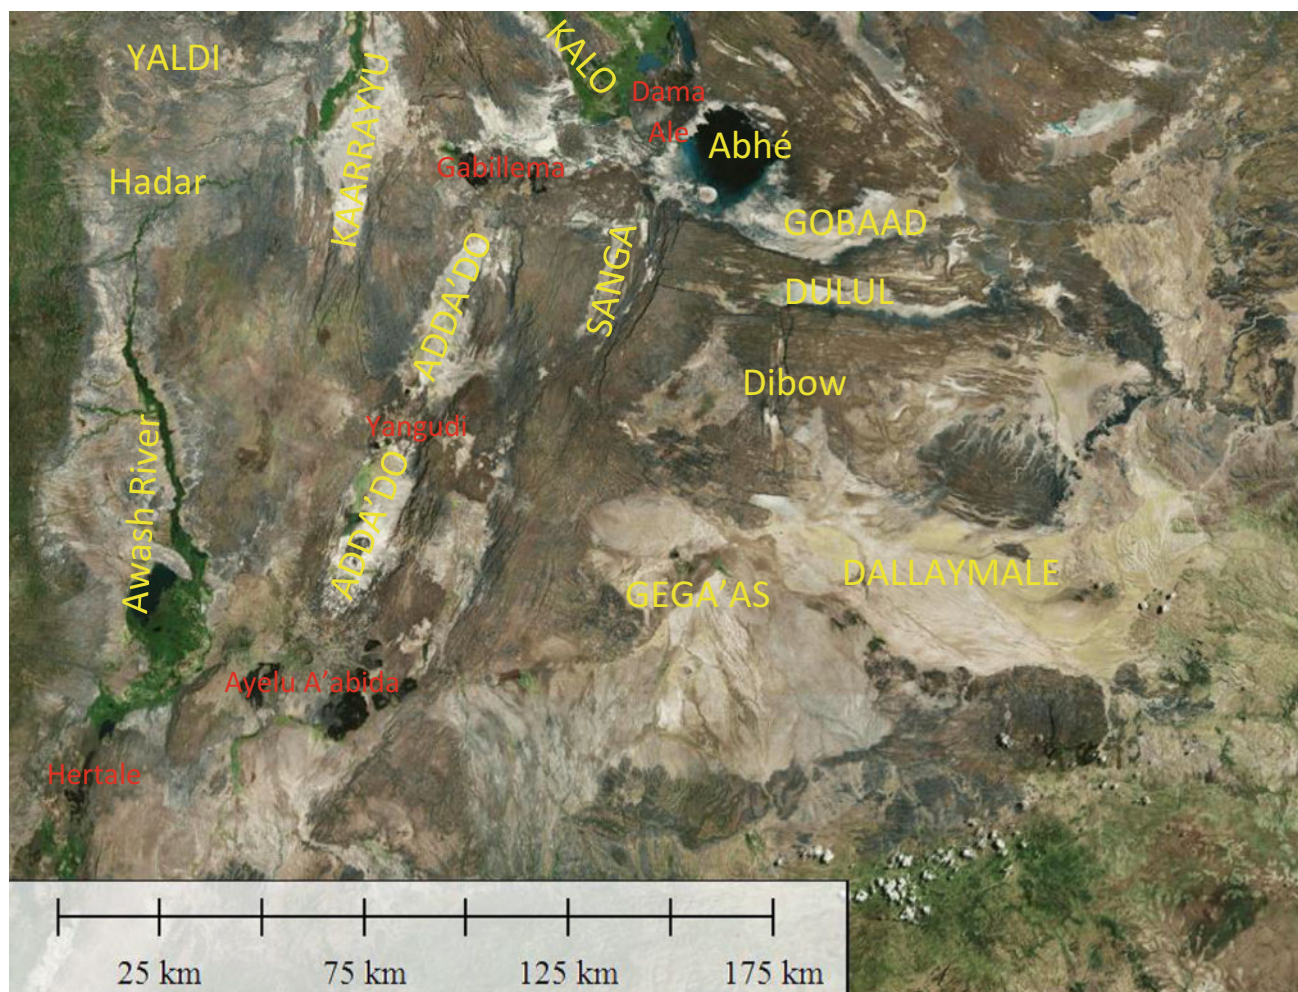 YALDI
KAARRAYYU
KALO
Dama
Ale
Abhé
Gabillema
Hadar
GOBAAD
ADDA’DO
SANGA
DULUL
Dibow
Yangudi
Awash River
ADDA’DO
GEGA’AS
DALLAYMALE
Ayelu A’abida
Hertale
25 km
75 km
125 km
175 km